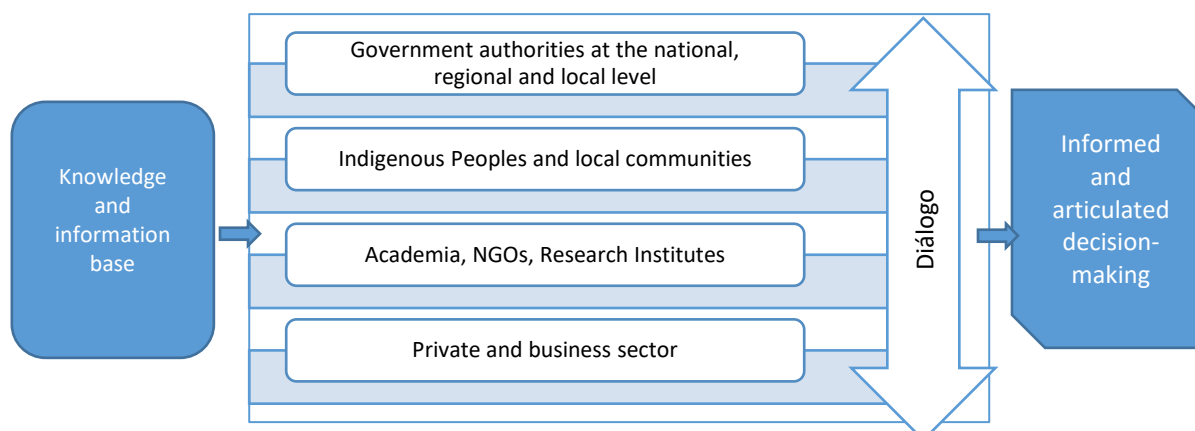 Knowledge
and
information
base
Government authorities at the national,
regional and local level
Indigenous Peoples and local communities
Academia, NGOs, Research Institutes
Private and business sector
Diálogo
Informed
and
articulated
decision-
making